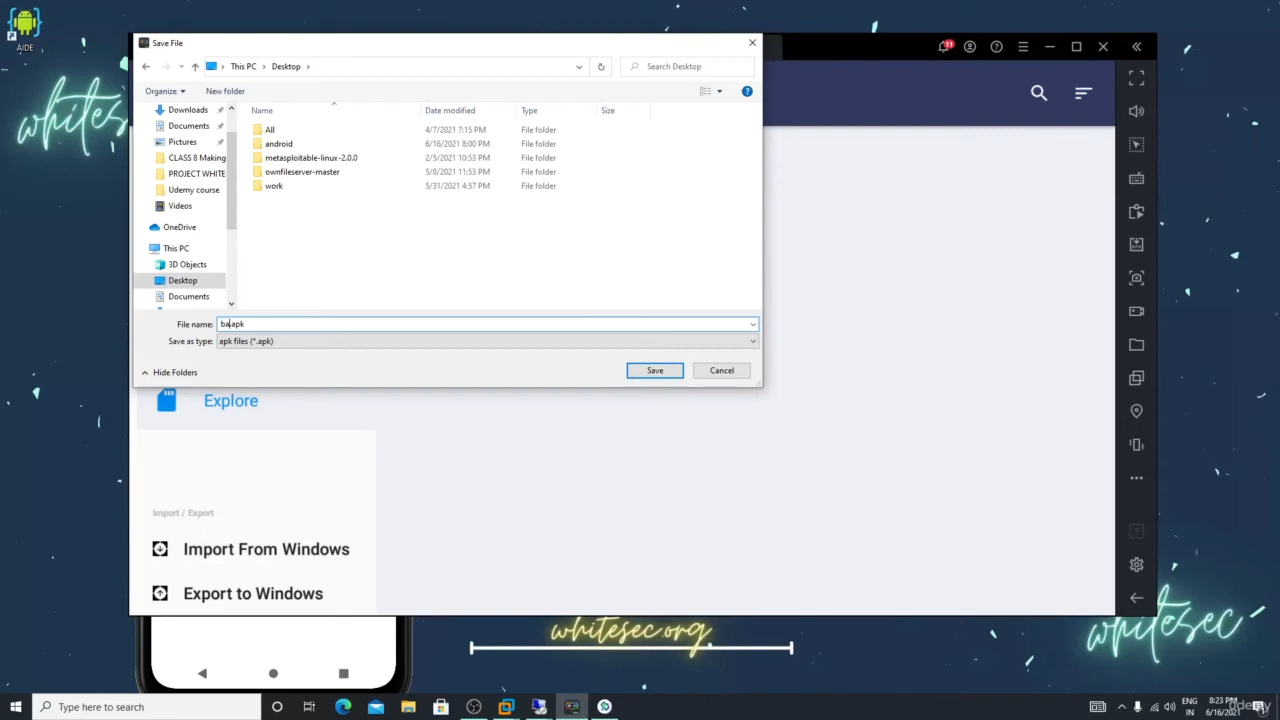 AIDE
whitesec
Save File
11
This PC
Desktop
Search Desktop
Organize
New folder
Downloads
Documents
Pictures
CLASS 8 Making
PROJECT WHITE
Udemy course
Videos
OneDrive
This PC
3D Objects
Desktop
Documents
Name
Date modified
Type
Size
All
4/7/2021 7:15 PM
File folder
android
6/16/2021 8:00 PM
File folder
metasploitable-linux-2.0.0
2/5/2021 10:53 PM
File folder
ownfileserver-master
5/8/2021 11:53 PM
File folder
work
5/31/2021 4:57 PM
File folder
File name:
ba.apk
Save as type:
apk files (*.apk)
Hide Folders
Save
Cancel
Explore
Import / Export
Import From Windows
Export to Windows
whitesec.org
whitesec
Type here to search
ENG
IN
8:23 PM
6/16/2021
Udemy